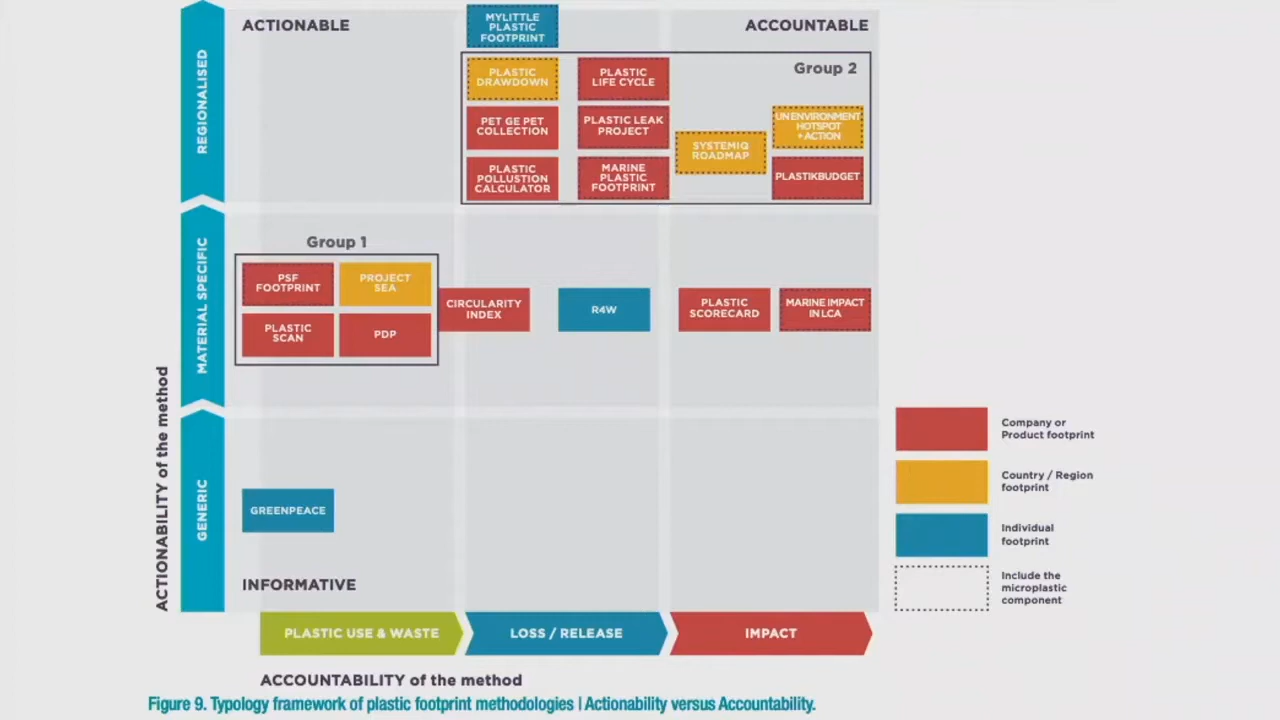 ACTIONABLE
MYLITTLE
PLASTIC
FOOTPRINT
ACCOUNTABLE
REGIONALISED
Group 2
PLASTIC
DRAWDOWN
PLASTIC
LIFE CYCLE
PET GE PET
COLLECTION
PLASTIC LEAK
PROJECT
UN ENVIRONMENT
HOTSPOT
+ ACTION
SYSTEMIQ
ROADMAP
PLASTIC
POLLUSTION
CALCULATOR
MARINE
PLASTIC
FOOTPRINT
PLASTIKBUDGET
MATERIAL SPECIFIC
Group 1
PSF
FOOTPRINT
PROJECT
SEA
PLASTIC
SCAN
PDP
CIRCULARITY
INDEX
R4W
PLASTIC
SCORECARD
MARINE IMPACT
IN LCA
ACTIONABILITY of the method
GENERIC
GREENPEACE
INFORMATIVE
Company or
Product footprint
Country / Region
footprint
Individual
footprint
Include the
microplastic
component
PLASTIC USE & WASTE
LOSS / RELEASE
IMPACT
ACCOUNTABILITY of the method
Figure 9. Typology framework of plastic footprint methodologies | Actionability versus Accountability.